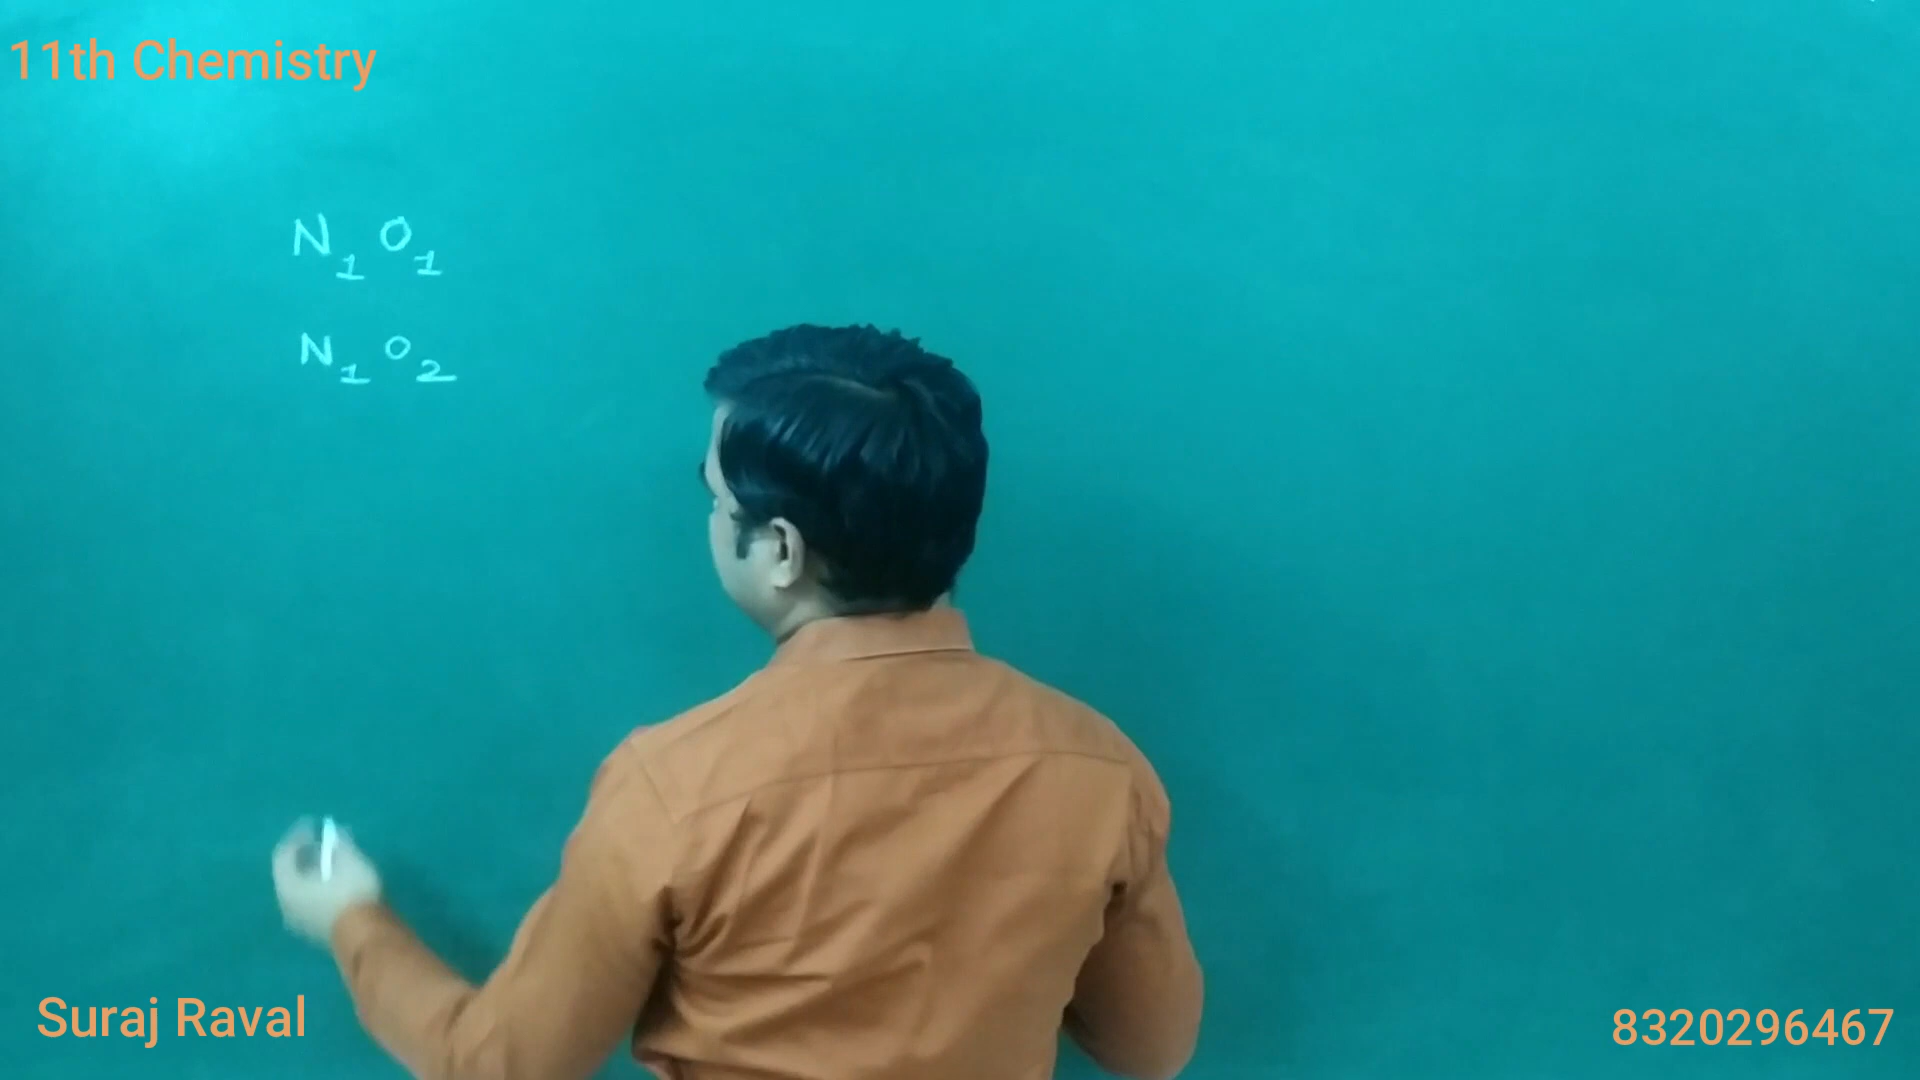 11th Chemistry
N₁ O₁
N₁ O₂
Suraj Raval
8320296467